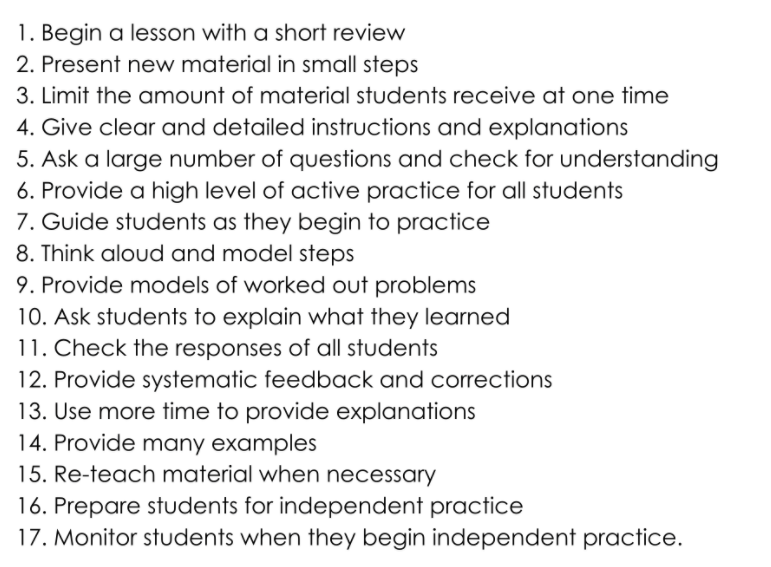 1. Begin a lesson with a short review
2. Present new material in small steps
3. Limit the amount of material students receive at one time
4. Give clear and detailed instructions and explanations
5. Ask a large number of questions and check for understanding
6. Provide a high level of active practice for all students
7. Guide students as they begin to practice
8. Think aloud and model steps
9. Provide models of worked out problems
10. Ask students to explain what they learned
11. Check the responses of all students
12. Provide systematic feedback and corrections
13. Use more time to provide explanations
14. Provide many examples
15. Re-teach material when necessary
16. Prepare students for independent practice
17. Monitor students when they begin independent practice.